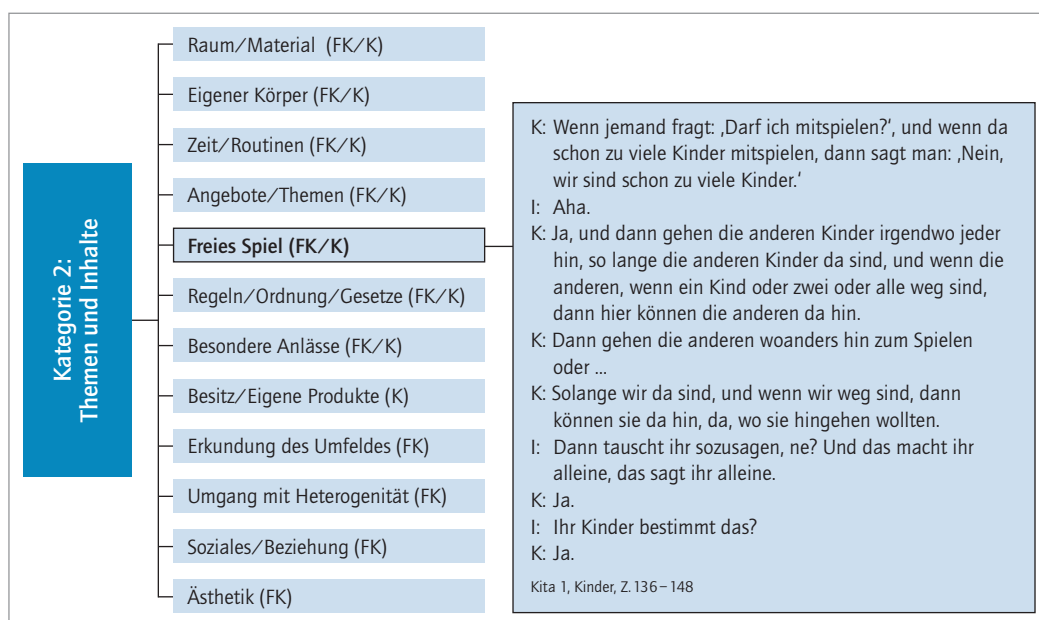 Kategorie 2:
Themen und Inhalte
Raum/Material (FK/K)
Eigener Körper (FK/K)
Zeit/Routinen (FK/K)
Angebote/Themen (FK/K)
Freies Spiel (FK/K)
Regeln/Ordnung/Gesetze (FK/K)
Besondere Anlässe (FK/K)
Besitz/Eigene Produkte (K)
Erkundung des Umfeldes (FK)
Umgang mit Heterogenität (FK)
Soziales/Beziehung (FK)
Ästhetik (FK)
K: Wenn jemand fragt: ‚Darf ich mitspielen?‘, und wenn da
schon zu viele Kinder mitspielen, dann sagt man: ‚Nein,
wir sind schon zu viele Kinder.‘
I: Aha.
K: Ja, und dann gehen die anderen Kinder irgendwo jeder
hin, so lange die anderen Kinder da sind, und wenn die
anderen, wenn ein Kind oder zwei oder alle weg sind,
dann hier können die anderen da hin.
K: Dann gehen die anderen woanders hin zum Spielen
oder ...
K: Solange wir da sind, und wenn wir weg sind, dann
können sie da hin, da, wo sie hingehen wollten.
I: Dann tauscht ihr sozusagen, ne? Und das macht ihr
alleine, das sagt ihr alleine.
K: Ja.
I: Ihr Kinder bestimmt das?
K: Ja.
Kita 1, Kinder, Z. 136–148